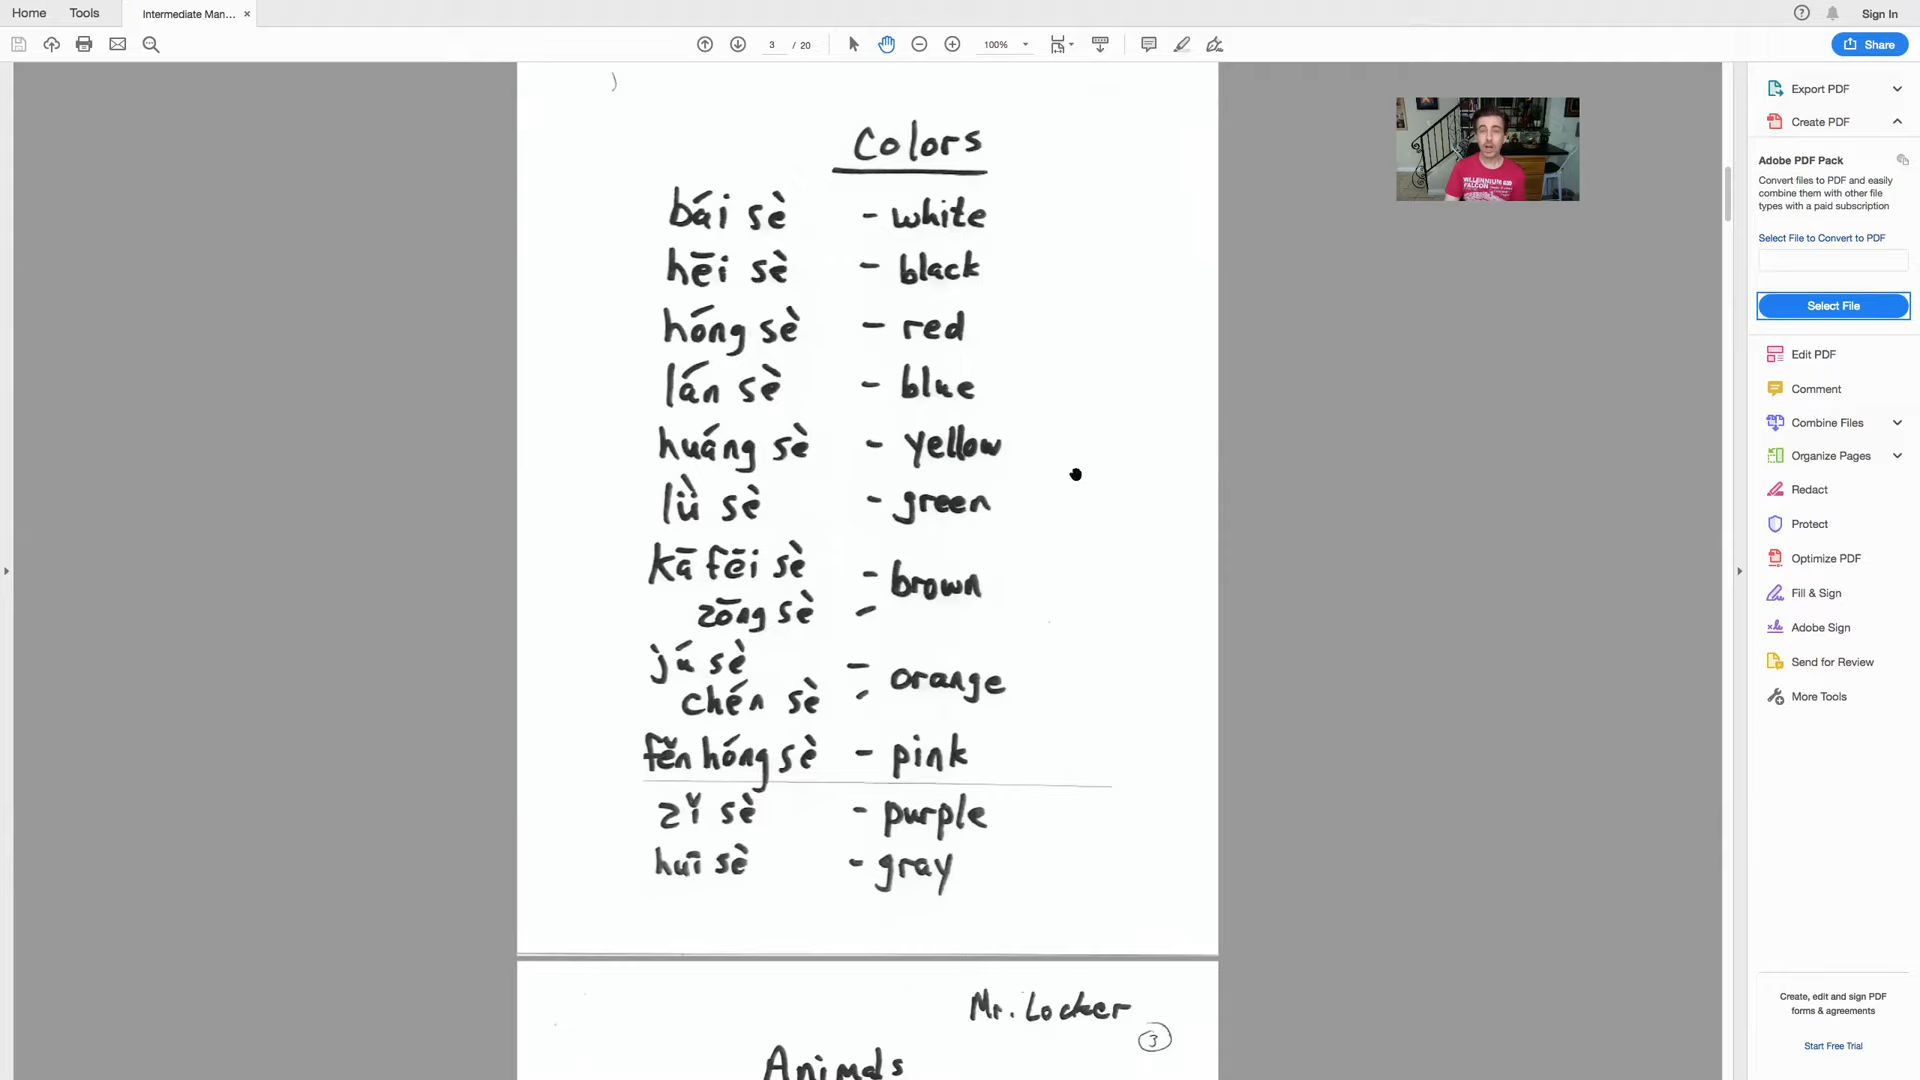 Home
Tools
Intermediate Man...
Sign In
3 / 20
100%
Share
Colors
bái sè - white
hēi sè - black
hóng sè - red
lán sè - blue
huáng sè - yellow
lǜ sè - green
kā fēi sè - brown
zōng sè -
jú sè - orange
chén sè -
fěn hóng sè - pink
zǐ sè - purple
huī sè - gray
Mr. Locker
3
Animals
MILLENNIUM
FALCON
Export PDF
Create PDF
Adobe PDF Pack
Convert files to PDF and easily
combine them with other file
types with a paid subscription
Select File to Convert to PDF
Select File
Edit PDF
Comment
Combine Files
Organize Pages
Redact
Protect
Optimize PDF
Fill & Sign
Adobe Sign
Send for Review
More Tools
Create, edit and sign PDF
forms & agreements
Start Free Trial